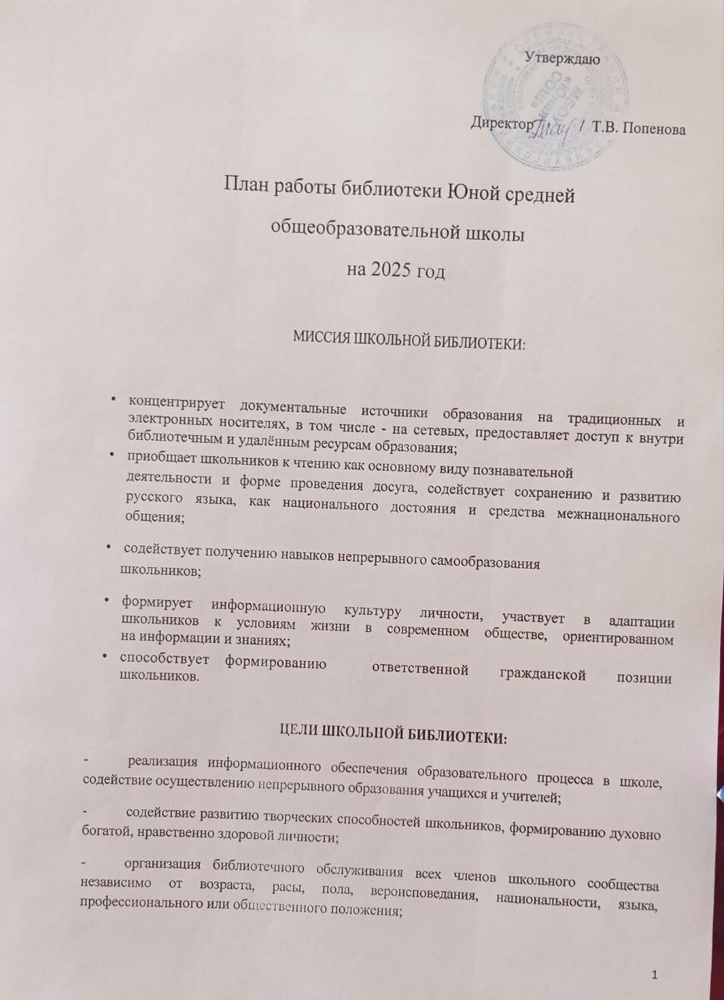 Утверждаю
Директор / Т.В. Попенова
МБОУ
«Юная
СОШ»
План работы библиотеки Юной средней
общеобразовательной школы
на 2025 год
МИССИЯ ШКОЛЬНОЙ БИБЛИОТЕКИ:
• концентрирует документальные источники образования на традиционных и
электронных носителях, в том числе - на сетевых, предоставляет доступ к внутри
библиотечным и удалённым ресурсам образования;
• приобщает школьников к чтению как основному виду познавательной
деятельности и форме проведения досуга, содействует сохранению и развитию
русского языка, как национального достояния и средства межнационального
общения;
• содействует получению навыков непрерывного самообразования
школьников;
• формирует информационную культуру личности, участвует в адаптации
школьников к условиям жизни в современном обществе, ориентированном
на информации и знаниях;
• способствует формированию ответственной гражданской позиции
школьников.
ЦЕЛИ ШКОЛЬНОЙ БИБЛИОТЕКИ:
- реализация информационного обеспечения образовательного процесса в школе,
содействие осуществлению непрерывного образования учащихся и учителей;
- содействие развитию творческих способностей школьников, формированию духовно
богатой, нравственно здоровой личности;
- организация библиотечного обслуживания всех членов школьного сообщества
независимо от возраста, расы, пола, вероисповедания, национальности, языка,
профессионального или общественного положения;
1